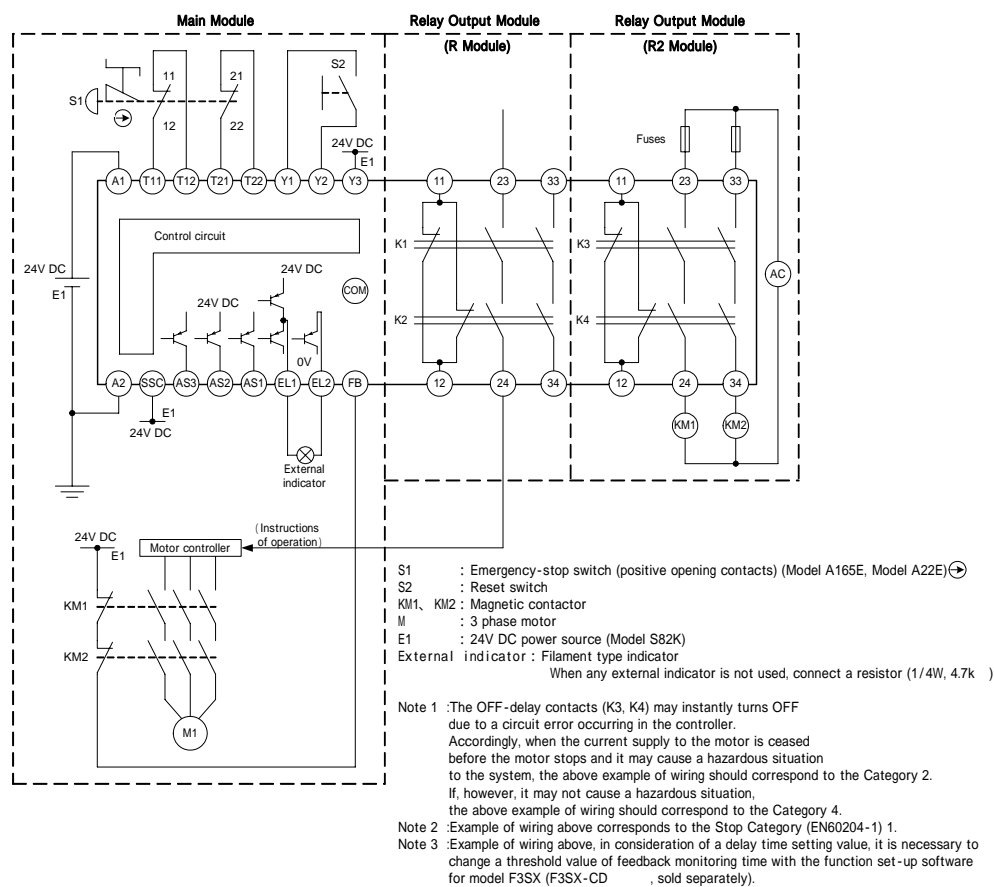 Main Module
Relay Output Module
(R Module)
Relay Output Module
(R2 Module)
S1
11
12
21
22
S2
24V DC
E1
Fuses
A1
T11
T12
T21
T22
Y1
Y2
Y3
11
23
33
11
23
33
Control circuit
24V DC
E1
24V DC
24V DC
COM
0V
K1
K2
K3
K4
AC
A2
SSC
AS3
AS2
AS1
EL1
EL2
FB
12
24
34
12
24
34
E1
24V DC
KM1
KM2
External
indicator
24V DC
E1
Motor controller
(Instructions
of operation)
KM1
KM2
M1
S1 : Emergency-stop switch (positive opening contacts) (Model A165E, Model A22E)
S2 : Reset switch
KM1、 KM2 : Magnetic contactor
M : 3 phase motor
E1 : 24V DC power source (Model S82K)
External indicator : Filament type indicator
When any external indicator is not used, connect a resistor (1/4W, 4.7k )
Note 1 :The OFF-delay contacts (K3, K4) may instantly turns OFF
due to a circuit error occurring in the controller.
Accordingly, when the current supply to the motor is ceased
before the motor stops and it may cause a hazardous situation
to the system, the above example of wiring should correspond to the Category 2.
If, however, it may not cause a hazardous situation,
the above example of wiring should correspond to the Category 4.
Note 2 :Example of wiring above corresponds to the Stop Category (EN60204-1) 1.
Note 3 :Example of wiring above, in consideration of a delay time setting value, it is necessary to
change a threshold value of feedback monitoring time with the function set-up software
for model F3SX (F3SX-CD , sold separately).